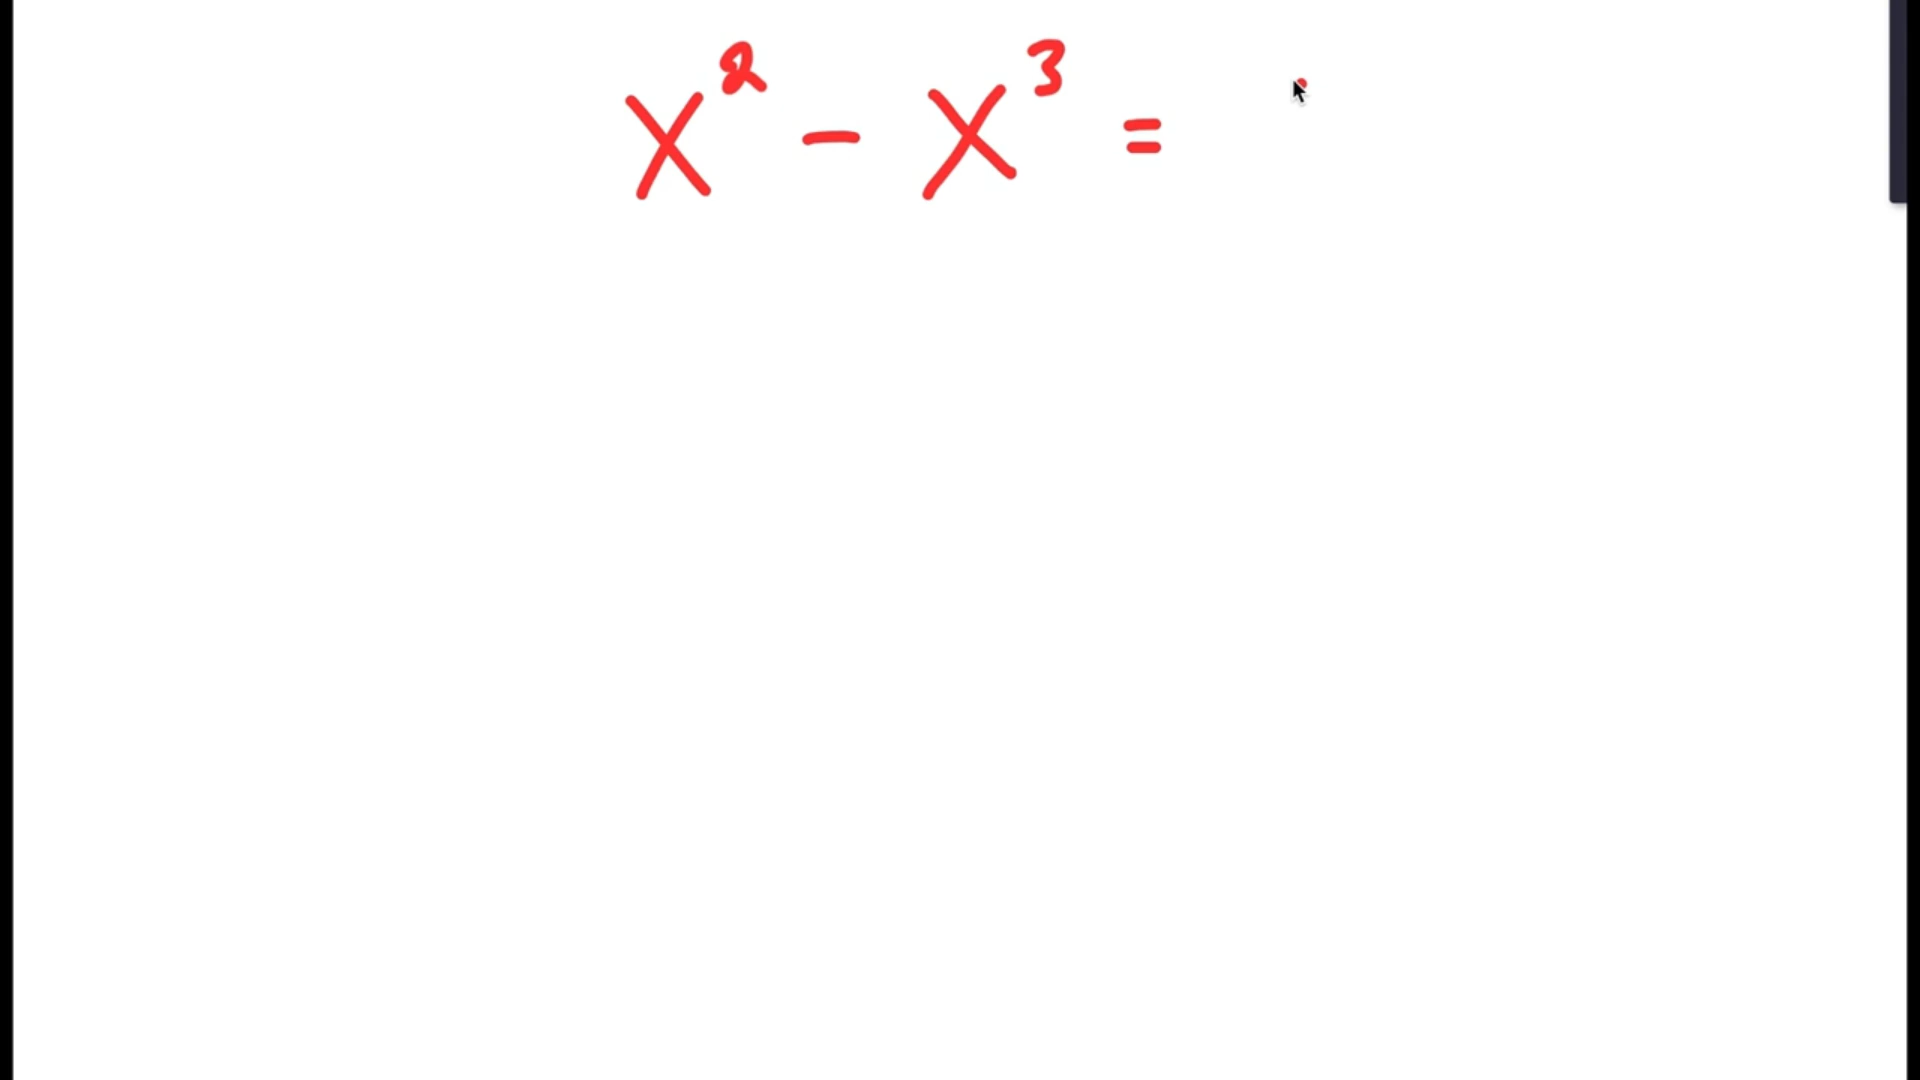 x² - x³ =